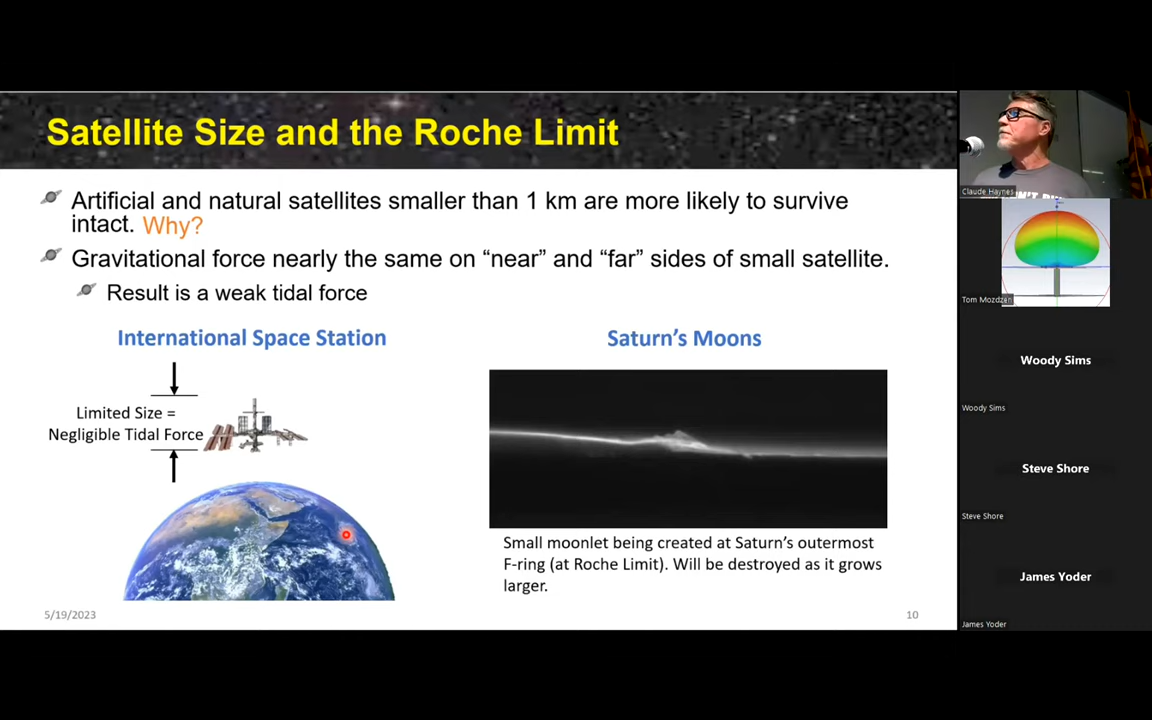 Satellite Size and the Roche Limit
Artificial and natural satellites smaller than 1 km are more likely to survive
intact. Why?
Gravitational force nearly the same on “near” and “far” sides of small satellite.
Result is a weak tidal force
International Space Station
Limited Size =
Negligible Tidal Force
Saturn’s Moons
Small moonlet being created at Saturn’s outermost
F-ring (at Roche Limit). Will be destroyed as it grows
larger.
5/19/2023
10
Claude Haynes
Tom Mozdzen
Woody Sims
Woody Sims
Steve Shore
Steve Shore
James Yoder
James Yoder